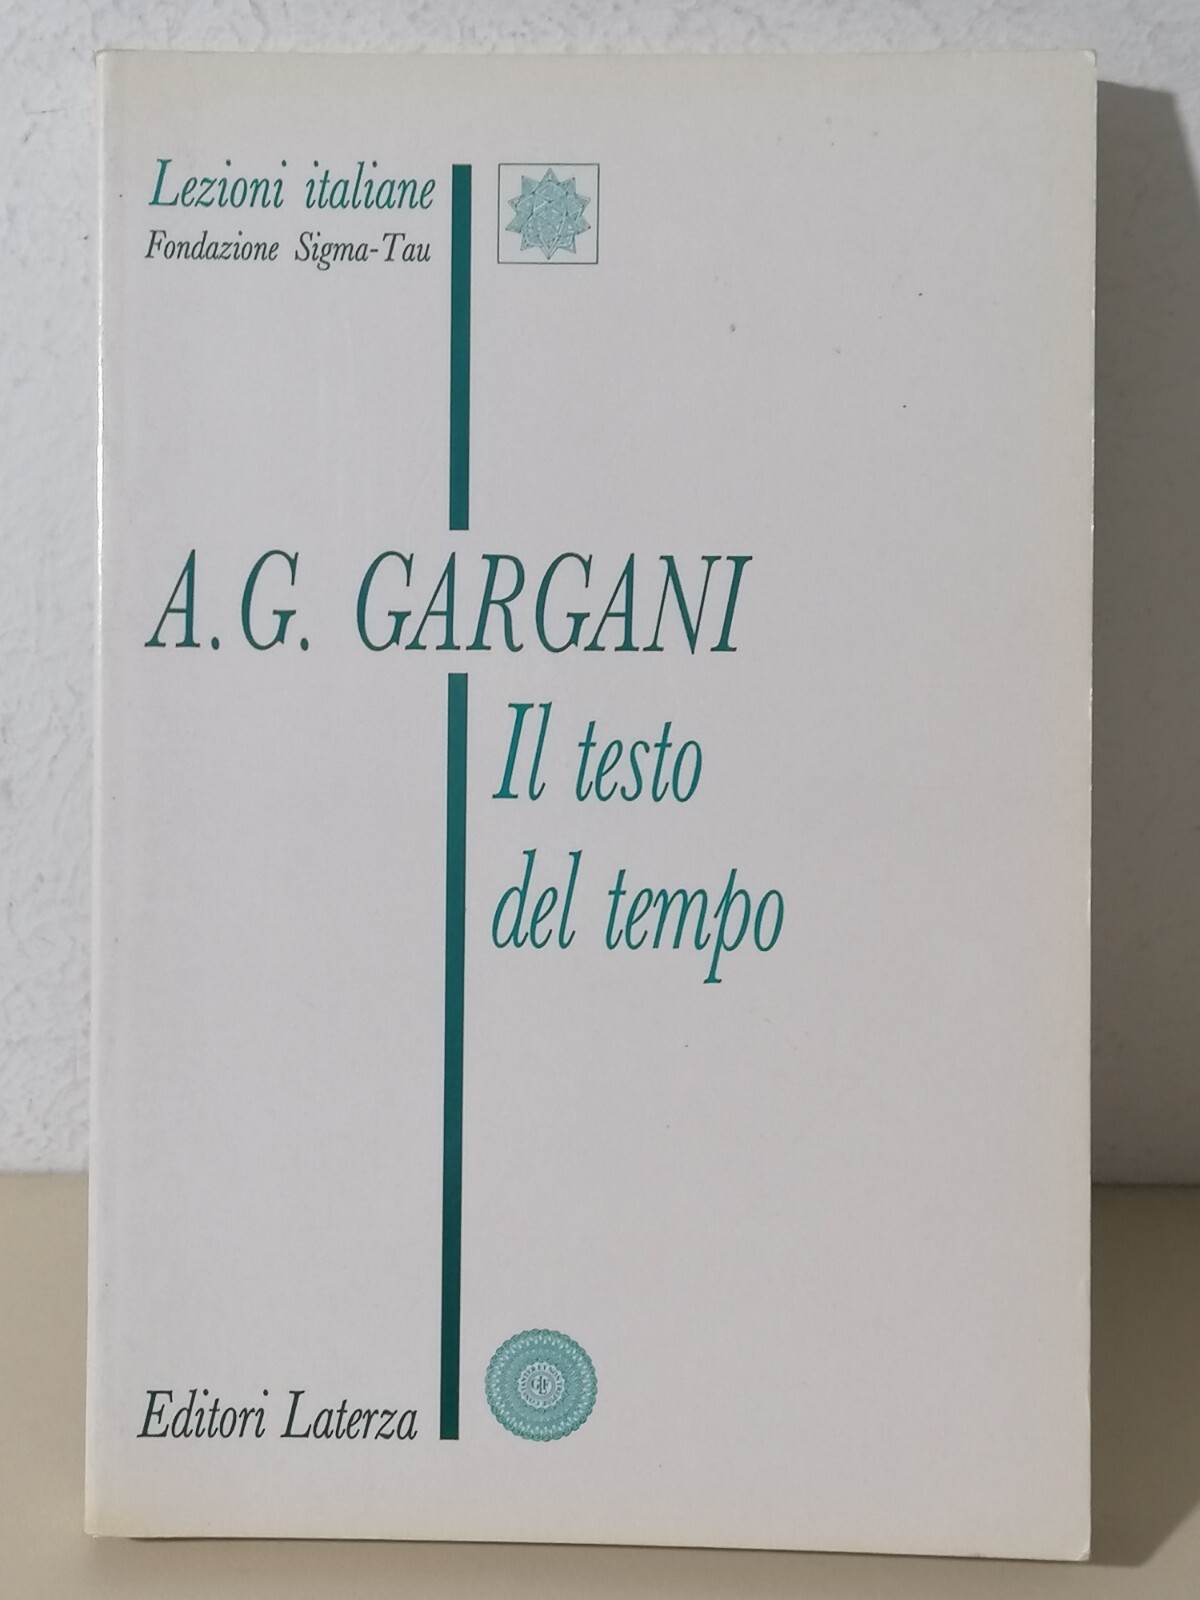 Lezioni italiane
Fondazione Sigma-Tau
A. G. GARGANI
Il testo
del tempo
Editori Laterza